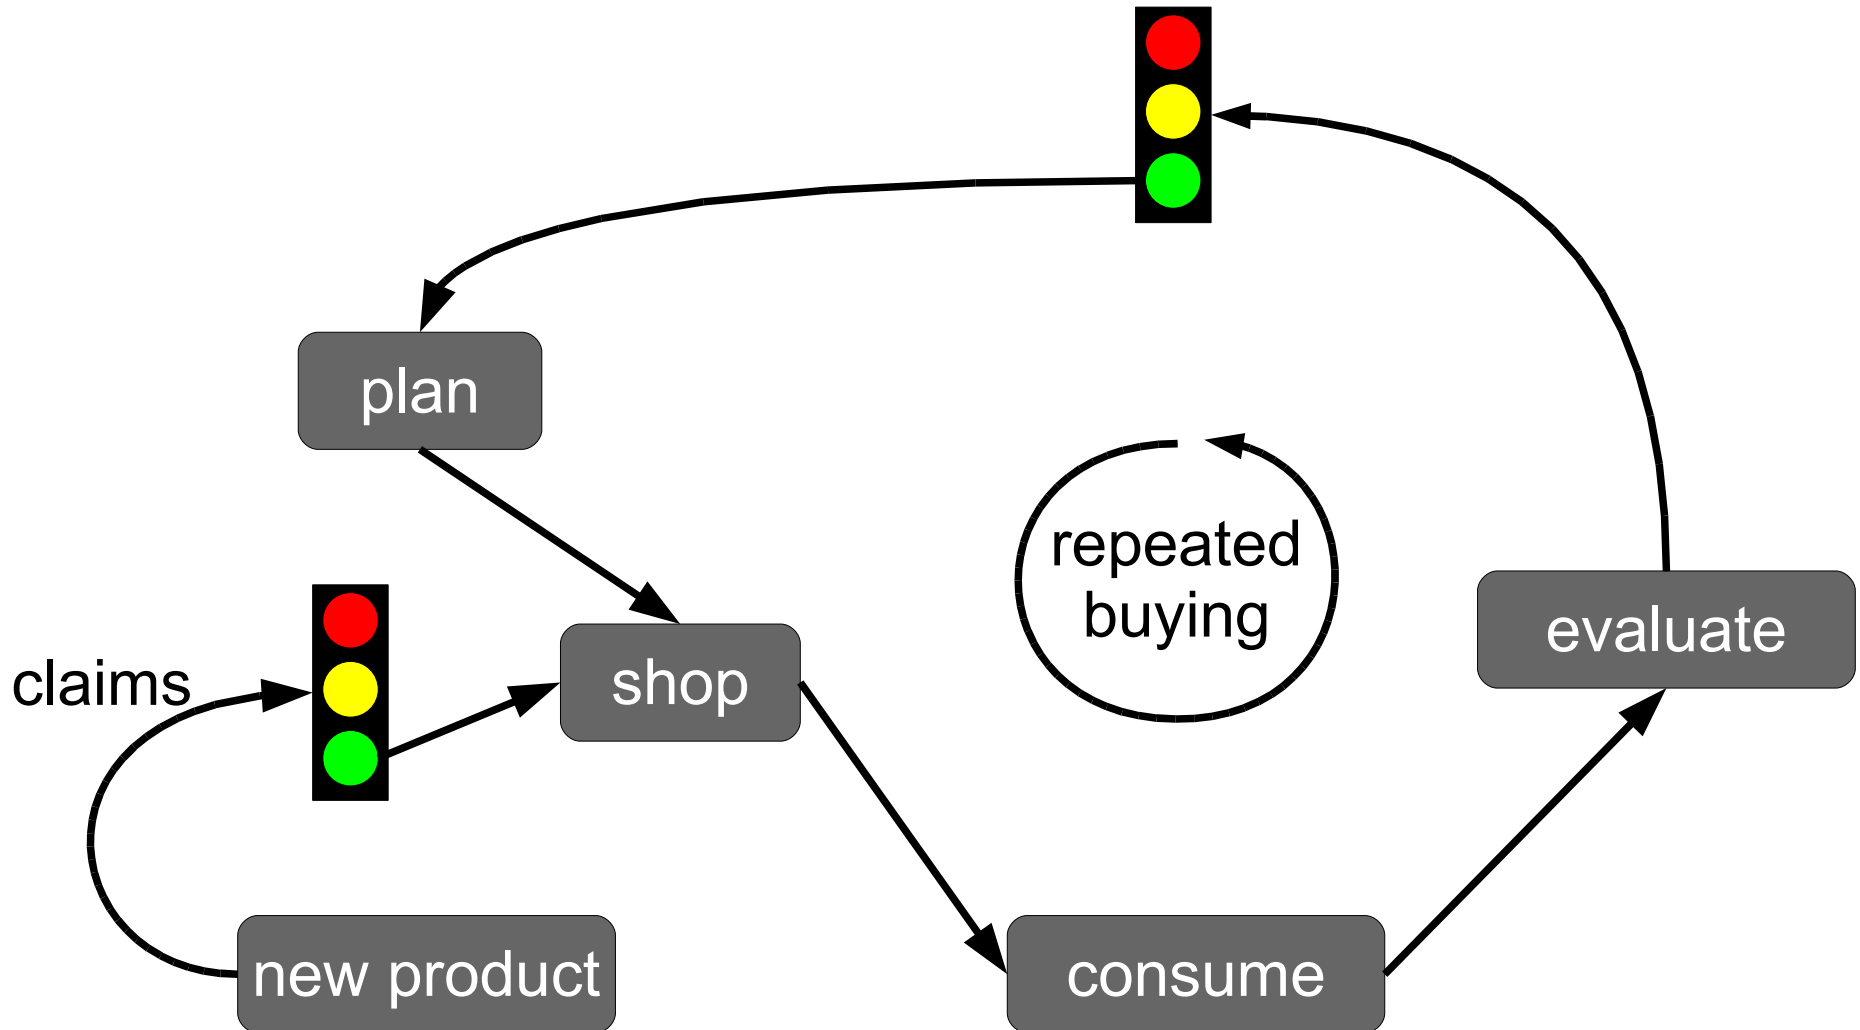 plan
repeated
buying
evaluate
claims
shop
new product
consume